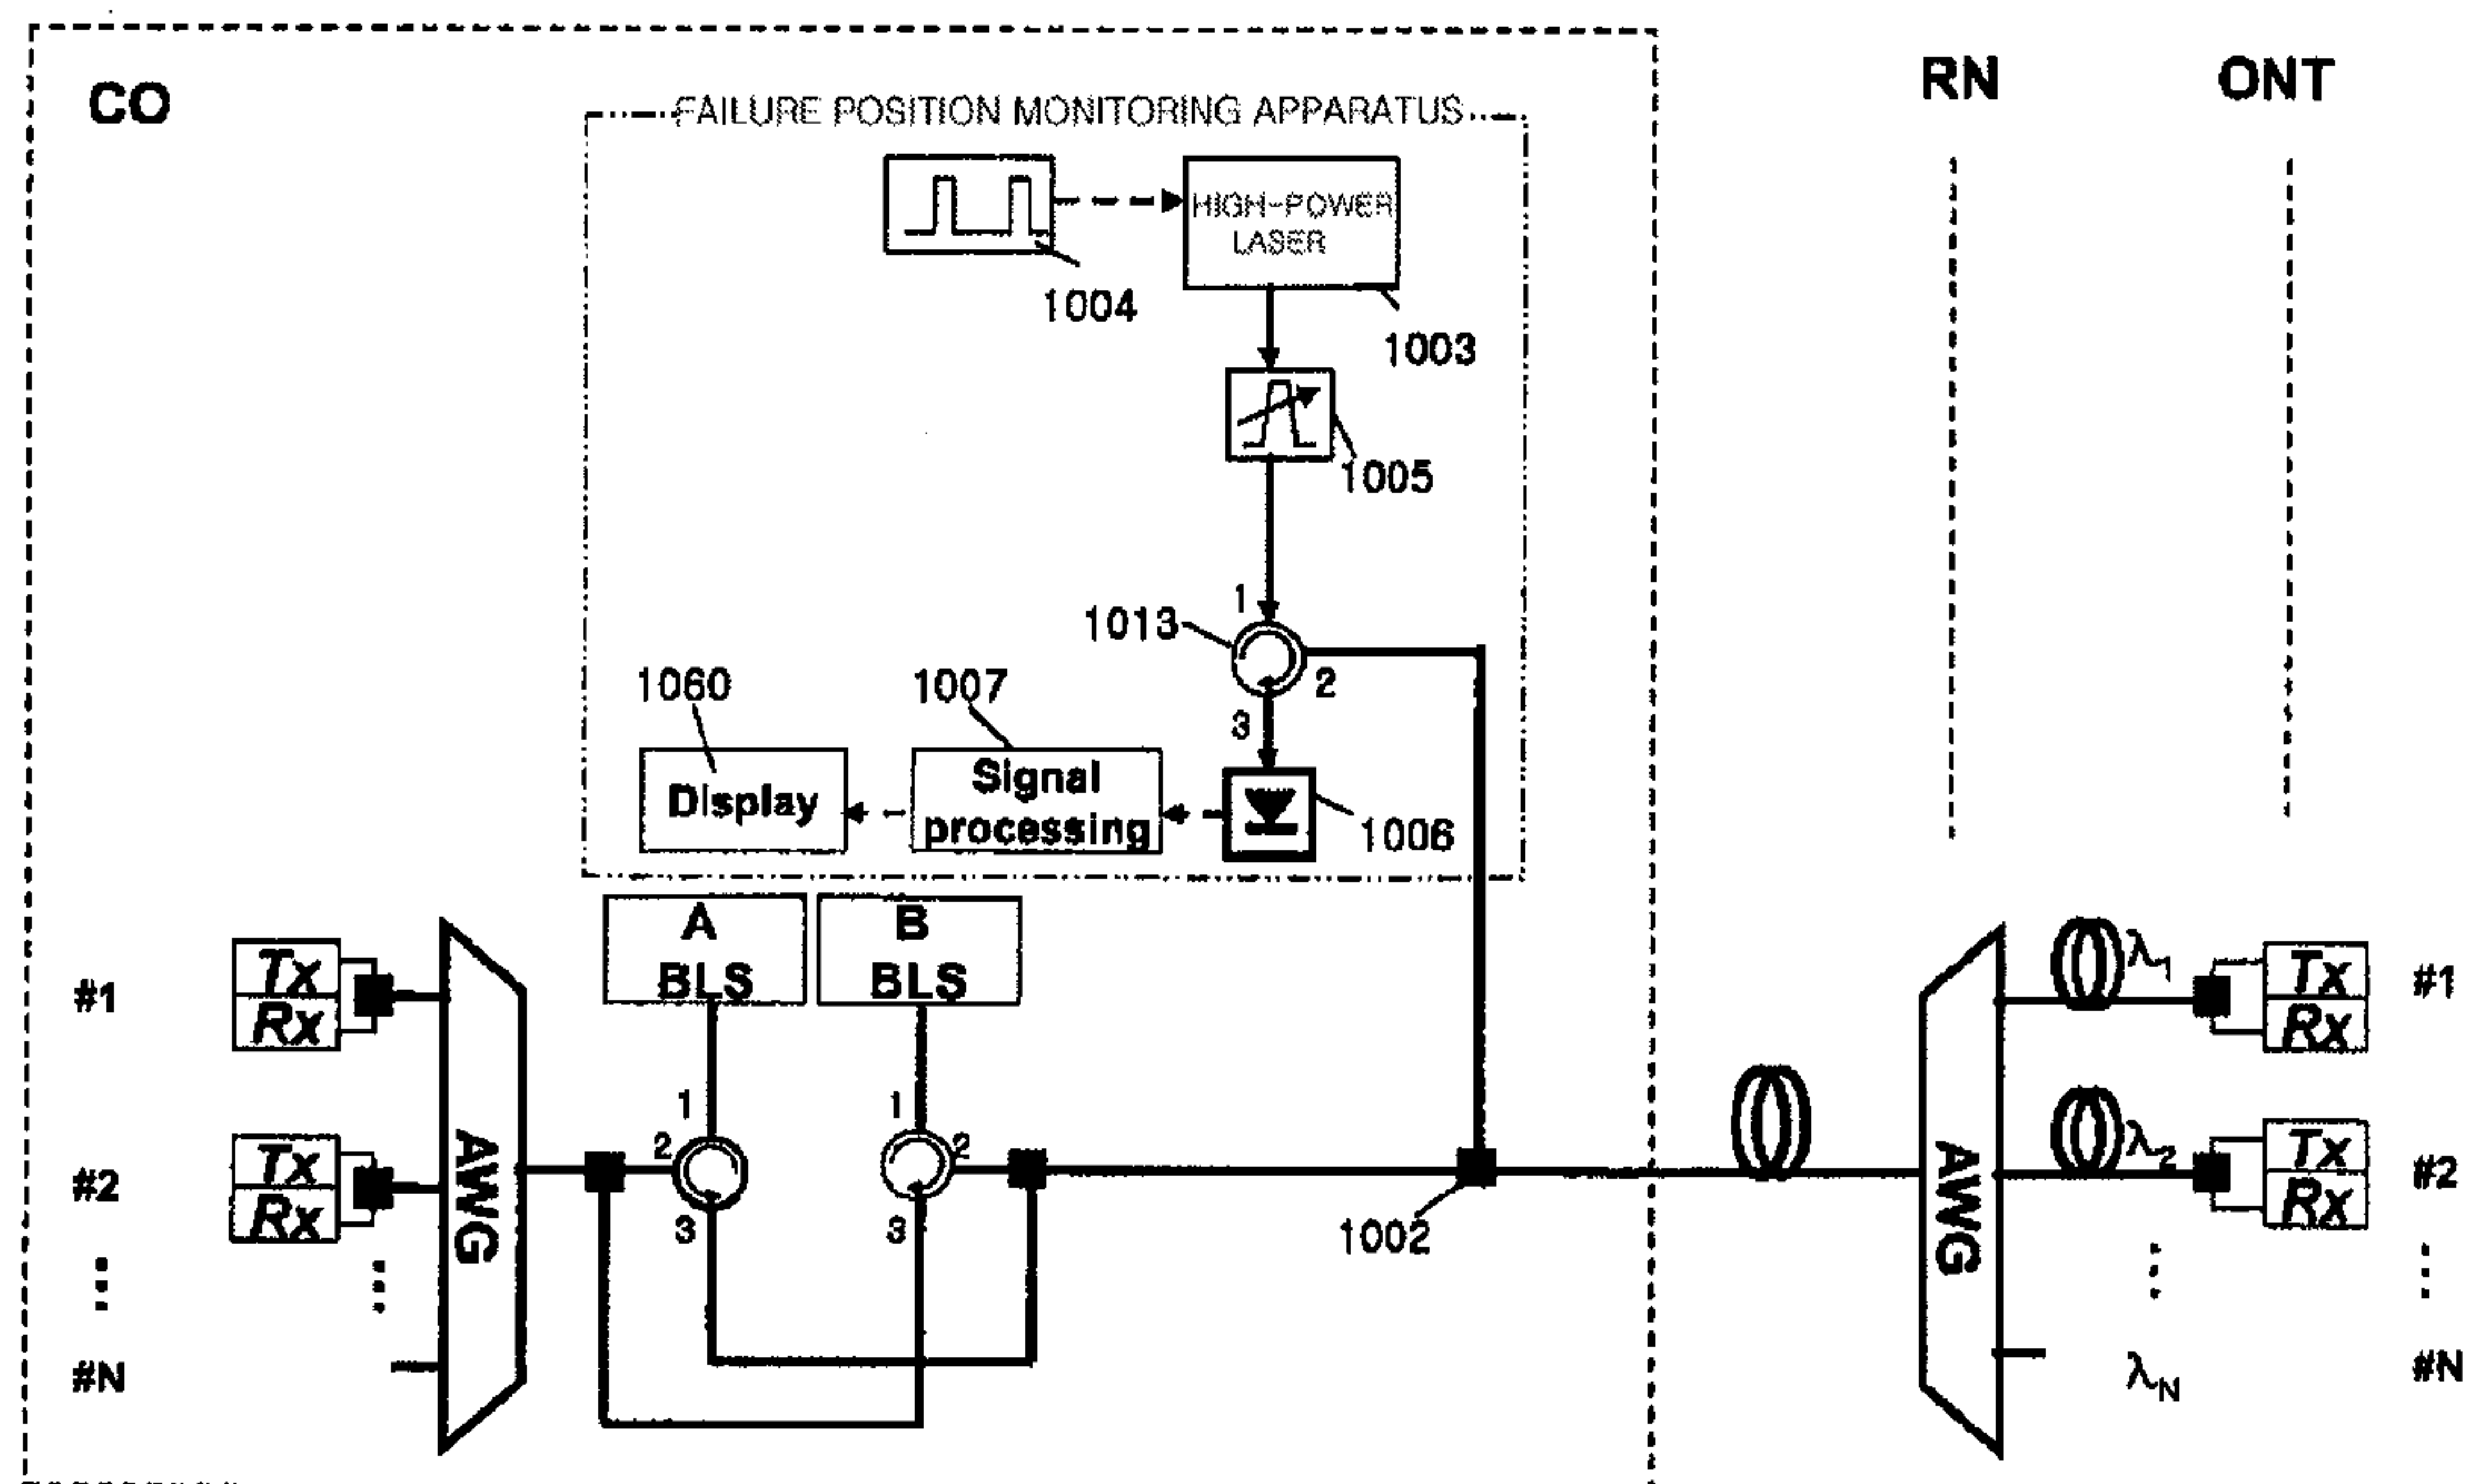 CO
RN
ONT
FAILURE POSITION MONITORING APPARATUS
HIGH-POWER
LASER
1004
1003
1005
1
1013
2
3
1060
1007
Display
Signal
processing
1006
A
BLS
B
BLS
#1
Tx
Rx
λ1
Tx
Rx
#1
1
2
3
1
2
3
#2
Tx
Rx
AWG
1002
AWG
λ2
Tx
Rx
#2
#N
λN
#N